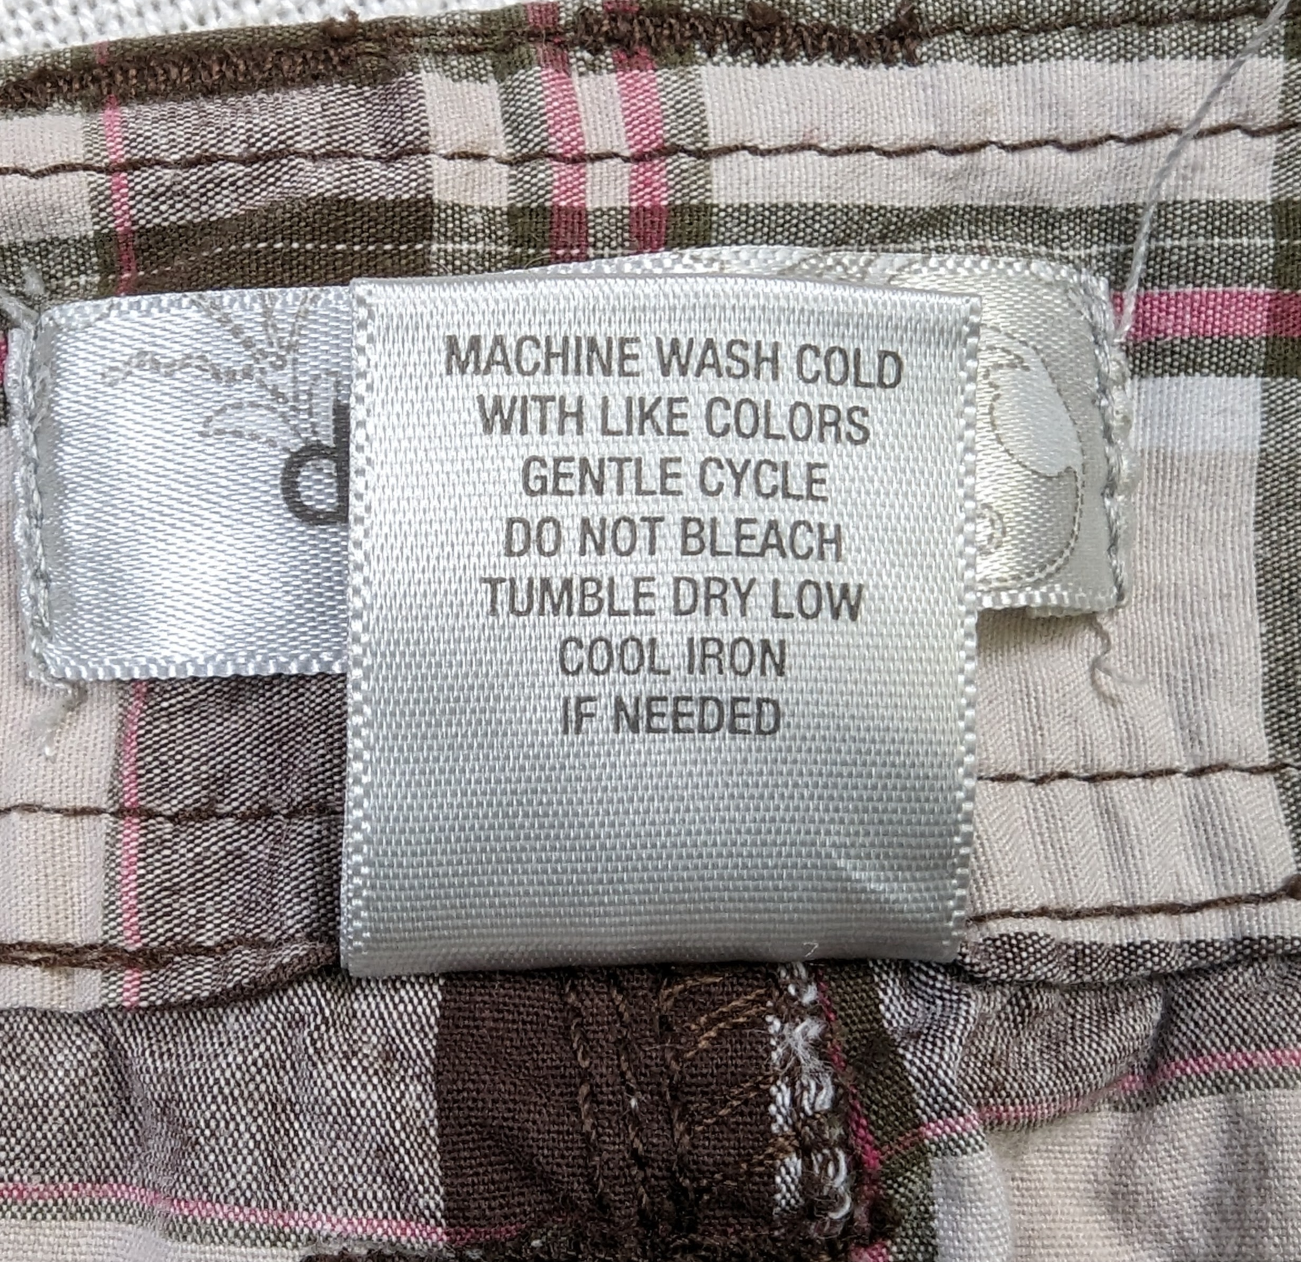 MACHINE WASH COLD
WITH LIKE COLORS
GENTLE CYCLE
DO NOT BLEACH
TUMBLE DRY LOW
COOL IRON
IF NEEDED